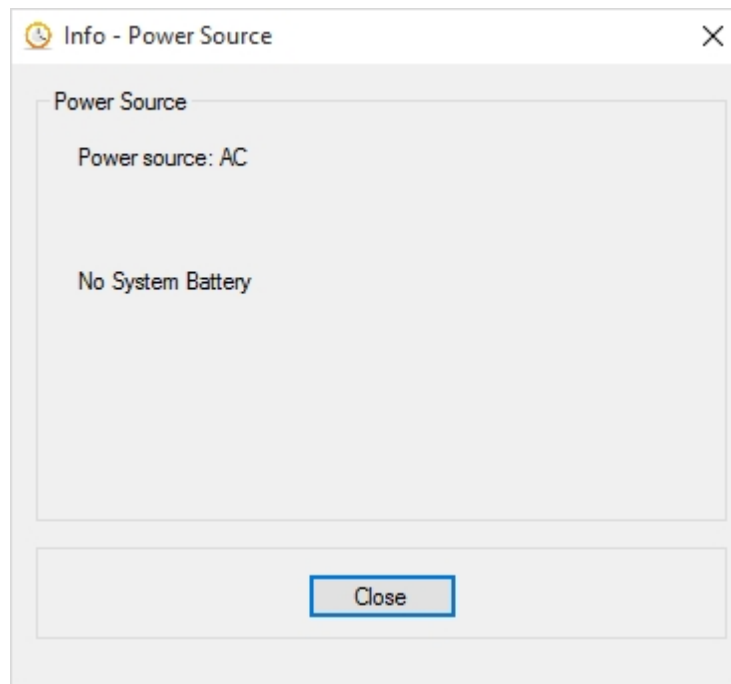 Info - Power Source
Power Source
Power source: AC
No System Battery
Close